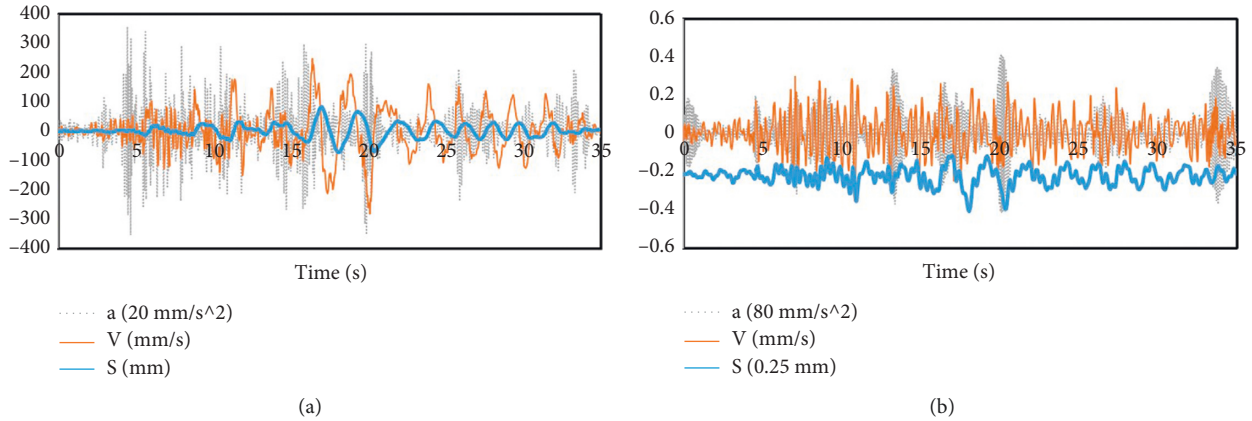 400
300
200
100
0
–100
–200
–300
–400
0 5 10 15 20 25 30 35
Time (s)
a (20 mm/s^2)
V (mm/s)
S (mm)
(a)
0.6
0.4
0.2
0
–0.2
–0.4
–0.6
0 5 10 15 20 25 30 35
Time (s)
a (80 mm/s^2)
V (mm/s)
S (0.25 mm)
(b)